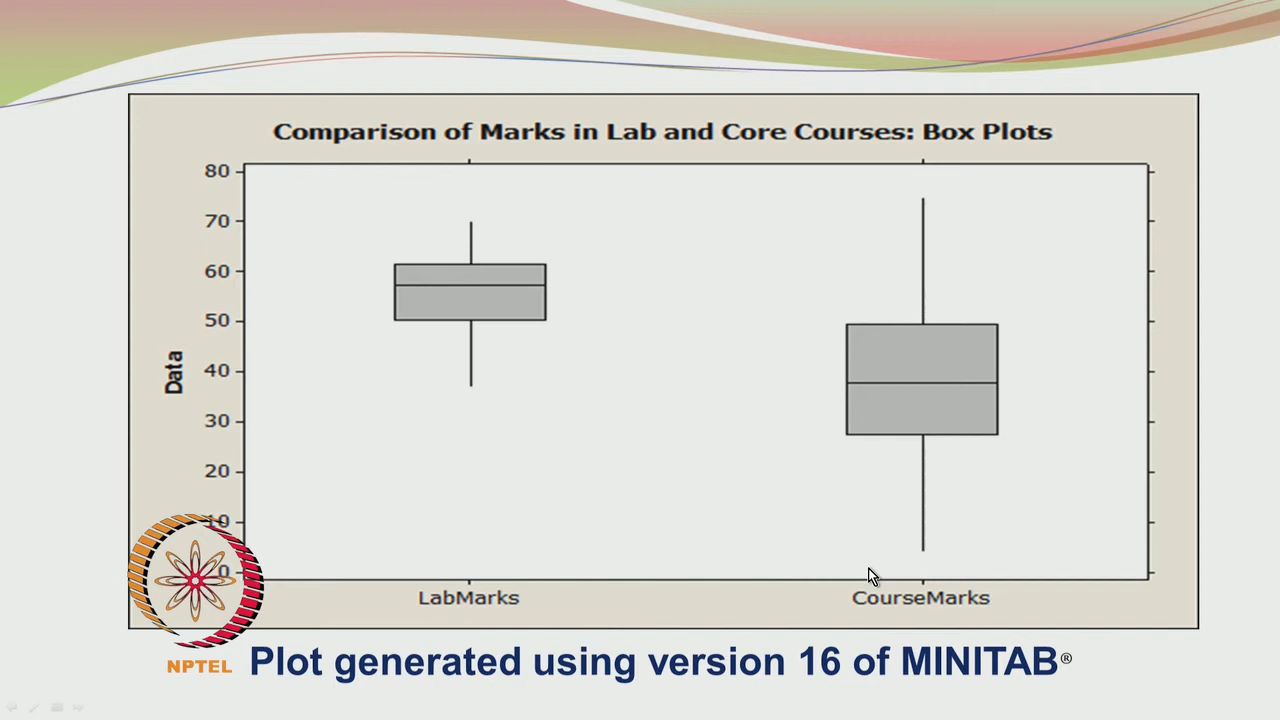 Comparison of Marks in Lab and Core Courses: Box Plots
80
70
60
50
40
30
20
10
0
Data
LabMarks
CourseMarks
NPTEL
Plot generated using version 16 of MINITAB®